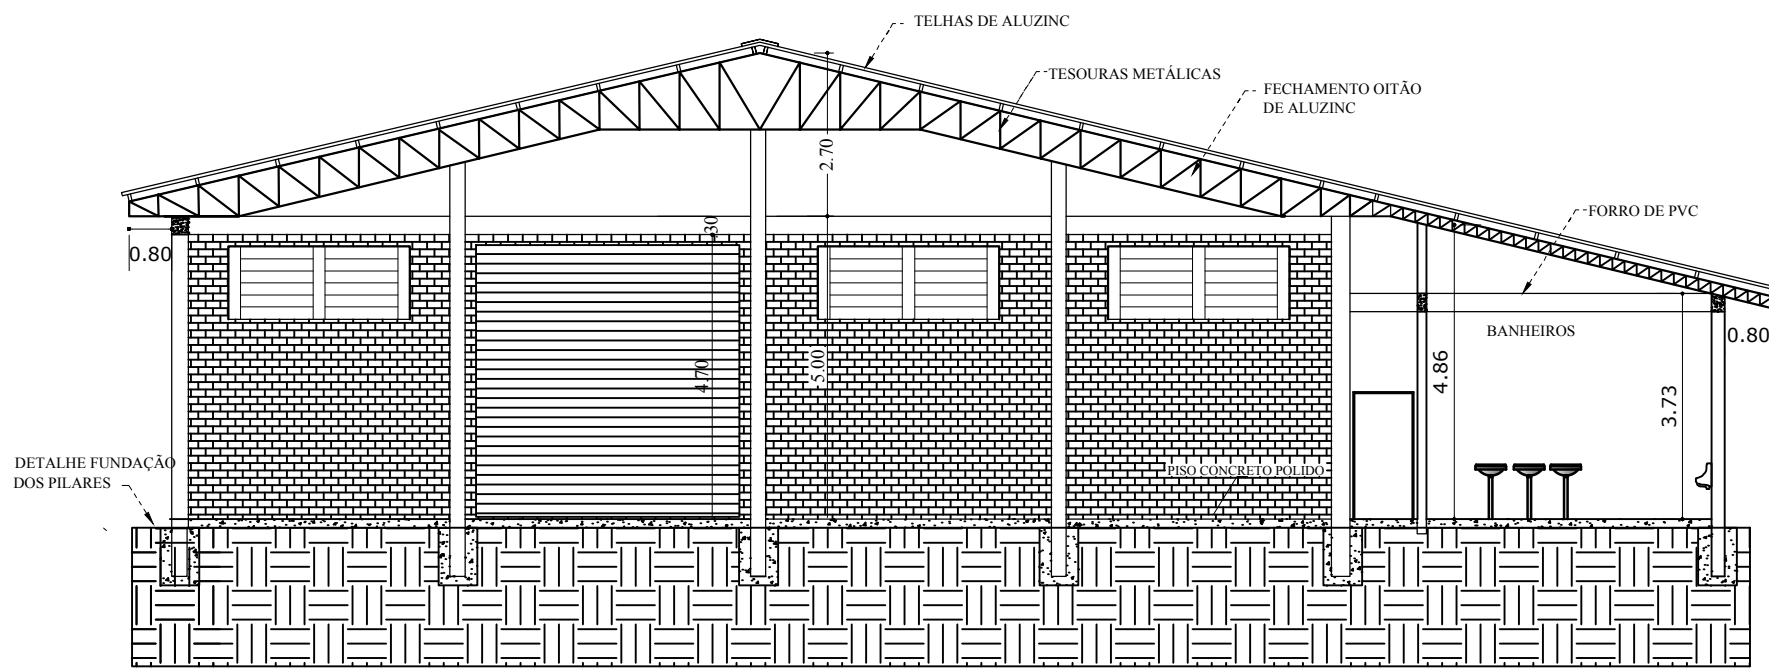 TELHAS DE ALUZINC
TESOURAS METÁLICAS
FECHAMENTO OITÃO
DE ALUZINC
2.70
FORRO DE PVC
.30
0.80
BANHEIROS
0.80
4.70
5.00
4.86
3.73
DETALHE FUNDAÇÃO
DOS PILARES
PISO CONCRETO POLIDO